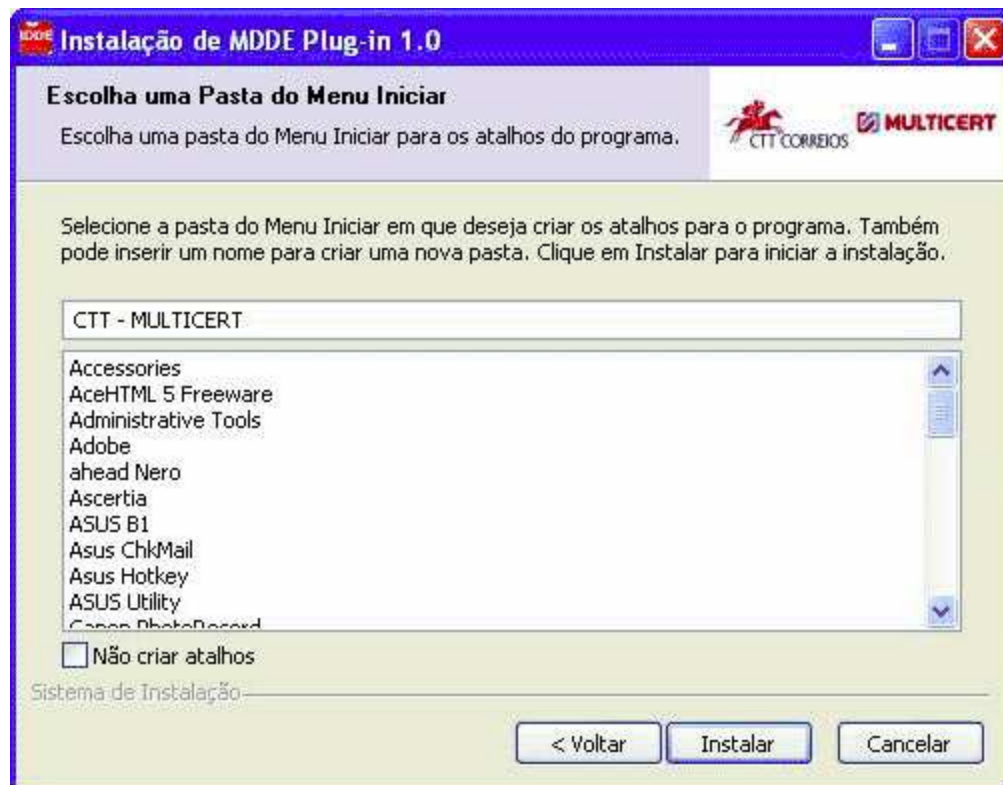 MDDE Instalação de MDDE Plug-in 1.0
Escolha uma Pasta do Menu Iniciar
Escolha uma pasta do Menu Iniciar para os atalhos do programa.
CTT CORREIOS MULTICERT
Selecione a pasta do Menu Iniciar em que deseja criar os atalhos para o programa. Também
pode inserir um nome para criar uma nova pasta. Clique em Instalar para iniciar a instalação.
CTT - MULTICERT
Accessories
AceHTML 5 Freeware
Administrative Tools
Adobe
ahead Nero
Ascertia
ASUS B1
Asus ChkMail
Asus Hotkey
ASUS Utility
Canon PhotoRecord
Não criar atalhos
Sistema de Instalação
< Voltar Instalar Cancelar